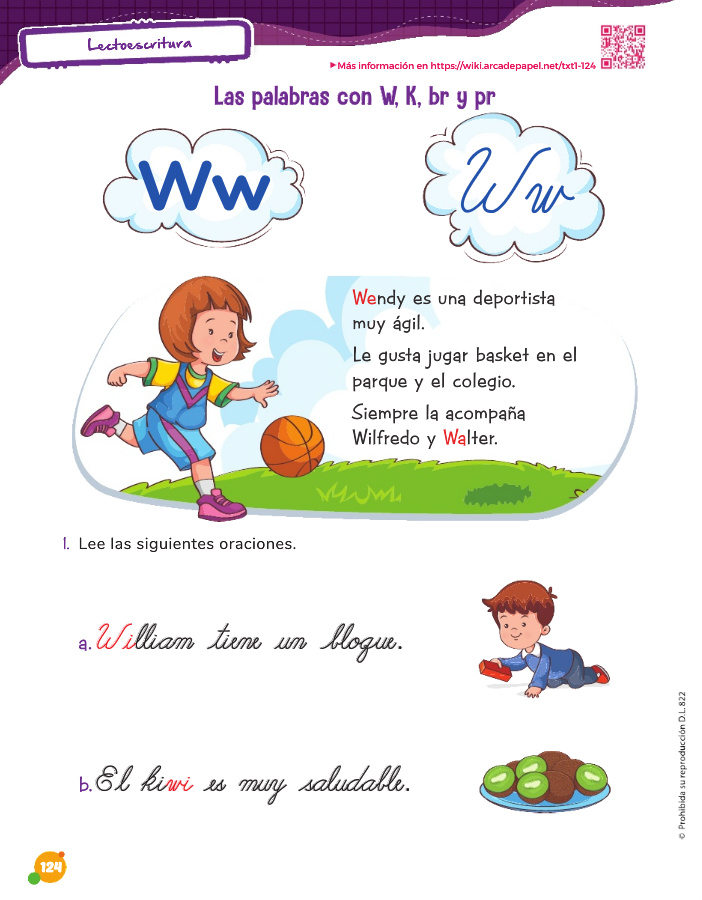 Lectoescritura
Más información en https://wiki.arcadepapel.net/txt1-124
Las palabras con W, K, br y pr
Ww
Ww
Wendy es una deportista
muy ágil.
Le gusta jugar basket en el
parque y el colegio.
Siempre la acompaña
Wilfredo y Walter.
1. Lee las siguientes oraciones.
a. William tiene un bloque.
b. El kiwi es muy saludable.
© Prohibida su reproducción D.L. 822
124